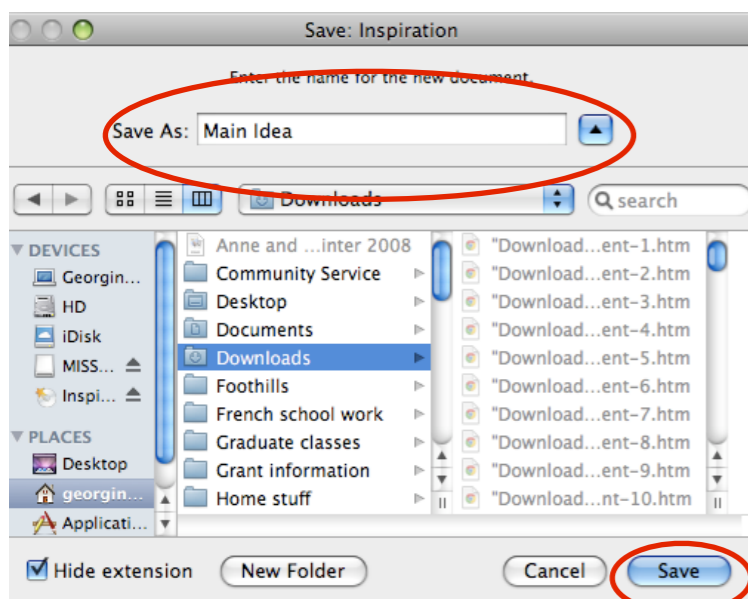 Save: Inspiration
Enter the name for the new document.
Save As: Main Idea
Downloads
search
DEVICES
Georgin...
HD
iDisk
MISS...
Inspi...
PLACES
Desktop
georgin...
Applicati...
Anne and ...inter 2008
Community Service
Desktop
Documents
Downloads
Foothills
French school work
Graduate classes
Grant information
Home stuff
"Download...ent-1.htm
"Download...ent-2.htm
"Download...ent-3.htm
"Download...ent-4.htm
"Download...ent-5.htm
"Download...ent-6.htm
"Download...ent-7.htm
"Download...ent-8.htm
"Download...ent-9.htm
"Download...nt-10.htm
Hide extension
New Folder
Cancel
Save